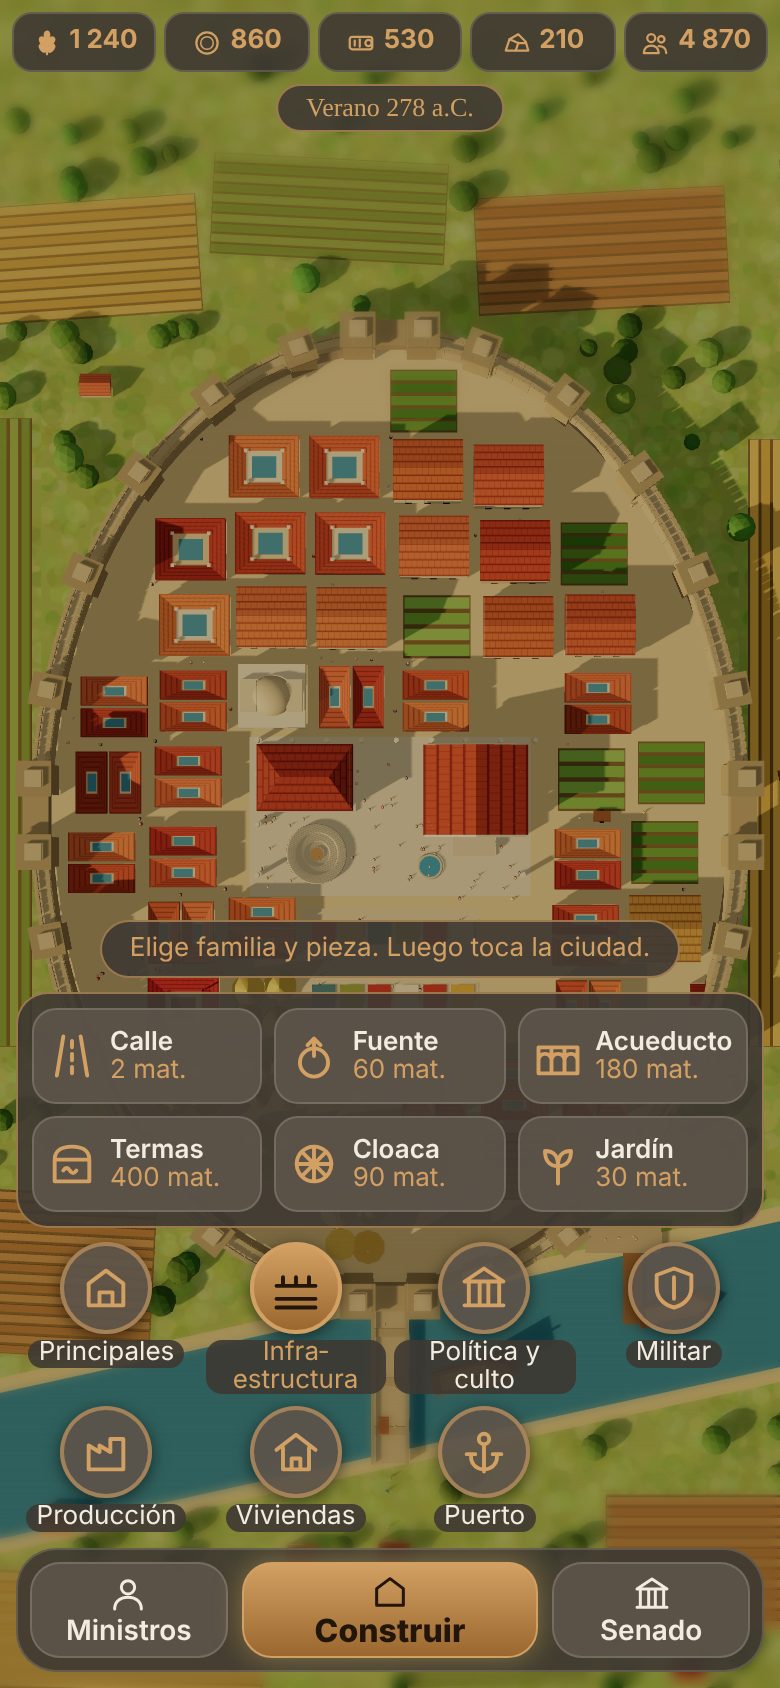 1 240
860
530
210
4 870
Verano 278 a.C.
Elige familia y pieza. Luego toca la ciudad.
Calle
2 mat.
Fuente
60 mat.
Acueducto
180 mat.
Termas
400 mat.
Cloaca
90 mat.
Jardín
30 mat.
Principales
Infra-
estructura
Política y
culto
Militar
Producción
Viviendas
Puerto
Ministros
Construir
Senado